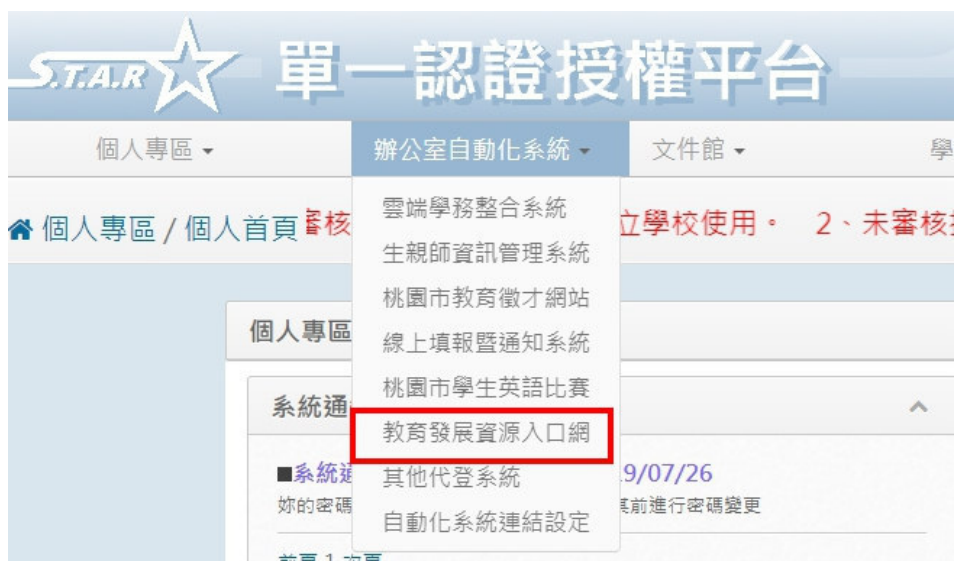 S.T.A.R 單一認證授權平台
個人專區 辦公室自動化系統 文件館 學
個人專區 / 個人首頁 審核 立學校使用。 2、未審核
雲端學務整合系統
生親師資訊管理系統
桃園市教育徵才網站
個人專區
線上填報暨通知系統
桃園市學生英語比賽
系統通
教育發展資源入口網
■系統通 9/07/26
其他代登系統
妳的密碼 前進行密碼變更
自動化系統連結設定